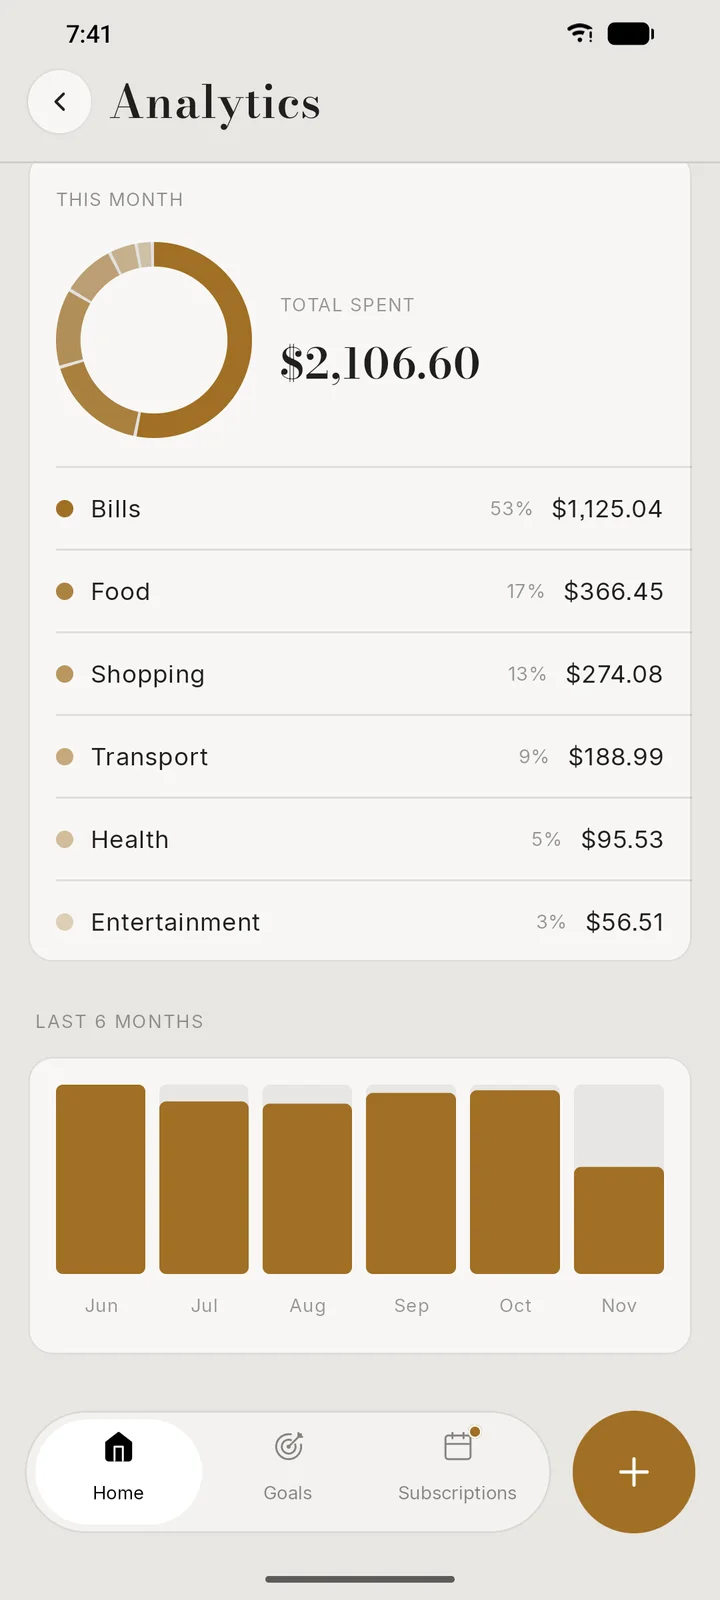 7:41
Analytics
THIS MONTH
TOTAL SPENT
$2,106.60
Bills 53% $1,125.04
Food 17% $366.45
Shopping 13% $274.08
Transport 9% $188.99
Health 5% $95.53
Entertainment 3% $56.51
LAST 6 MONTHS
Jun Jul Aug Sep Oct Nov
Home Goals Subscriptions